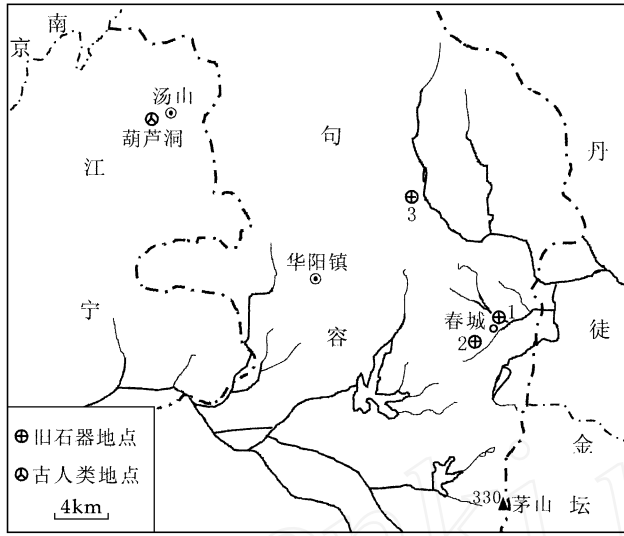 南
京
汤山
葫芦洞
江
句
丹
3
华阳镇
宁
容
春城
1
2
徒
金
330
茅山
坛
旧石器地点
古人类地点
4km